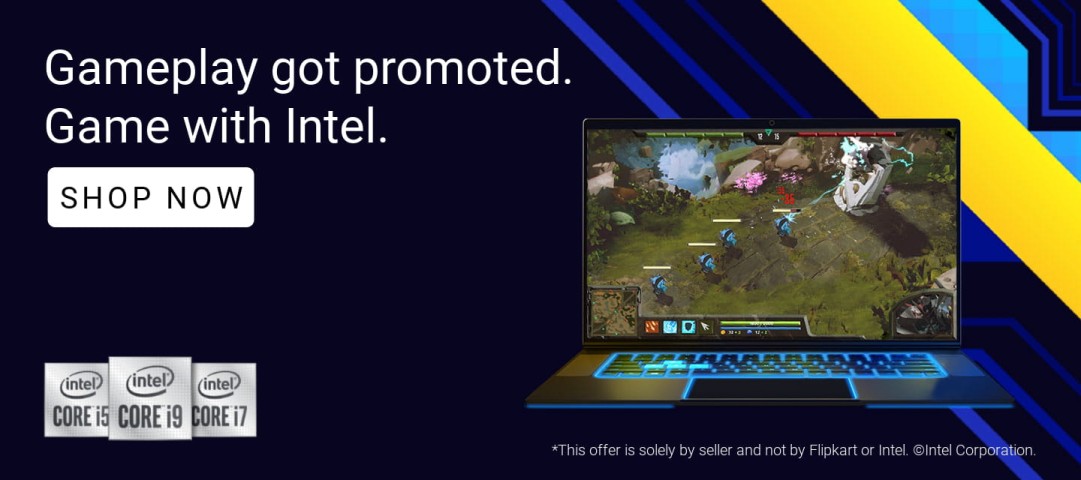 Gameplay got promoted.
Game with Intel.
SHOP NOW
intel
CORE i5
intel
CORE i9
intel
CORE i7
*This offer is solely by seller and not by Flipkart or Intel. ©Intel Corporation.